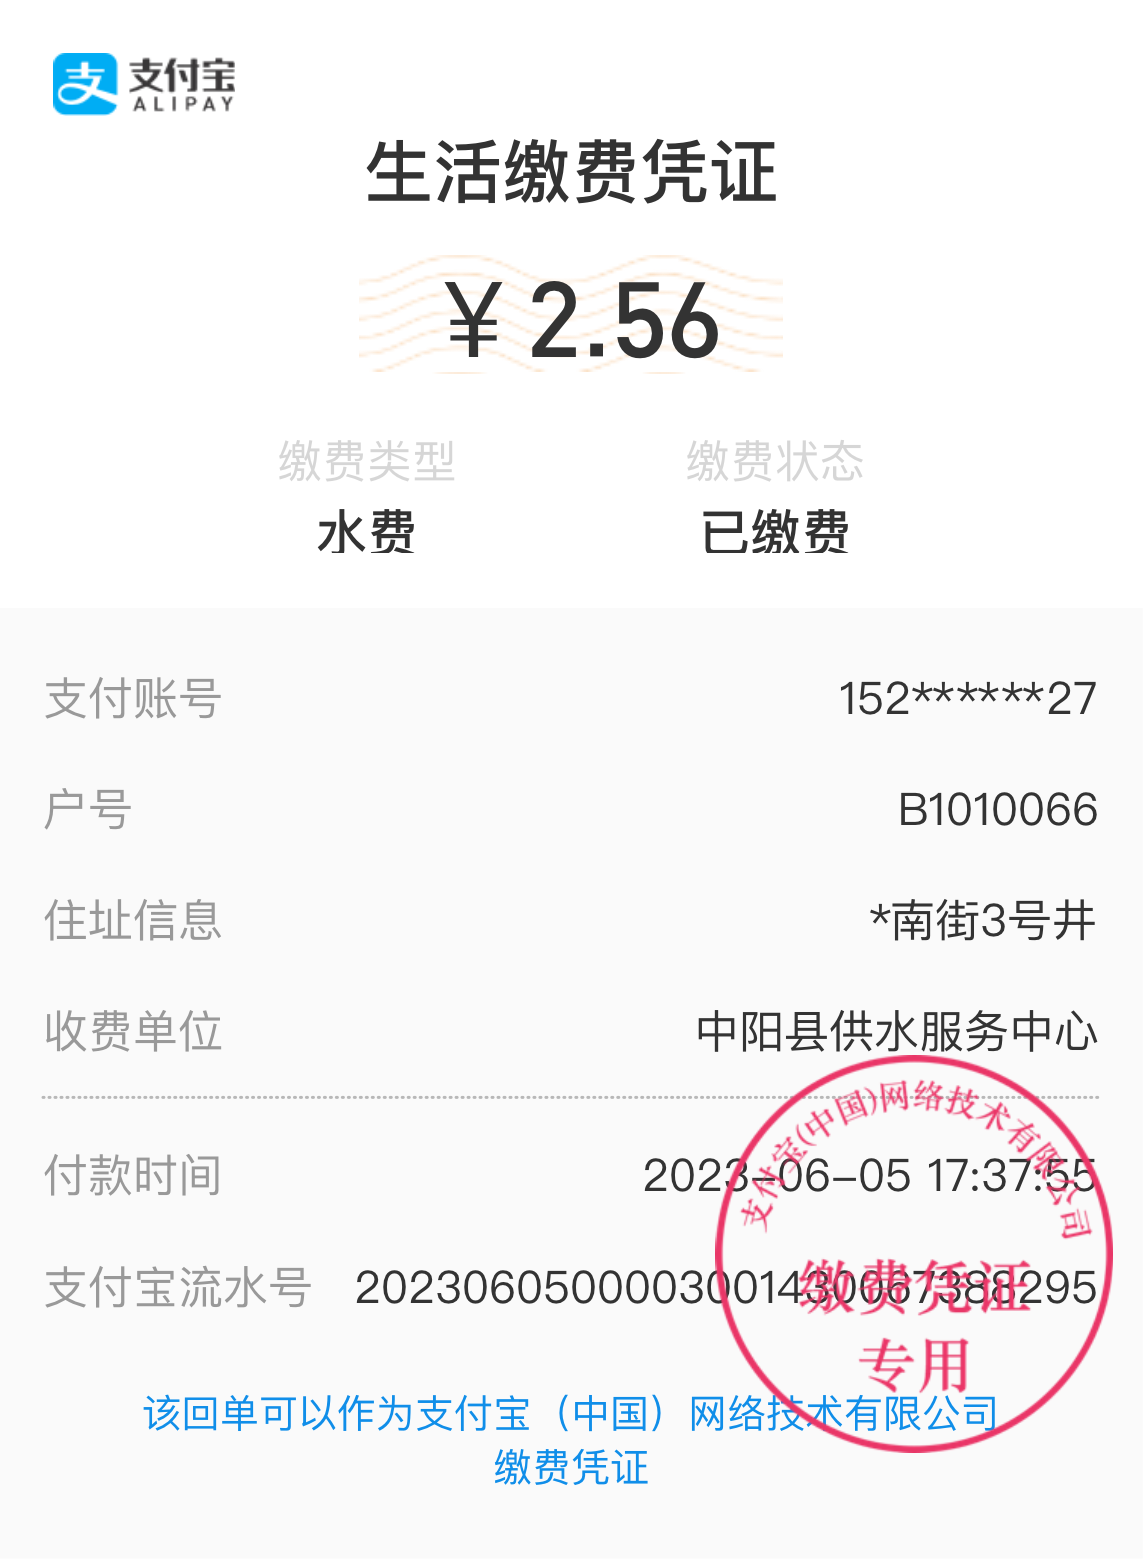 支付宝
ALIPAY
生活缴费凭证
¥2.56
缴费类型 缴费状态
水费 已缴费
支付账号 152******27
户号 B1010066
住址信息 *南街3号井
收费单位 中阳县供水服务中心
支付宝(中国)网络技术有限公司
付款时间 2023-06-05 17:37:55
支付宝流水号 2023060500003001430067388295
缴费凭证
专用
该回单可以作为支付宝（中国）网络技术有限公司
缴费凭证